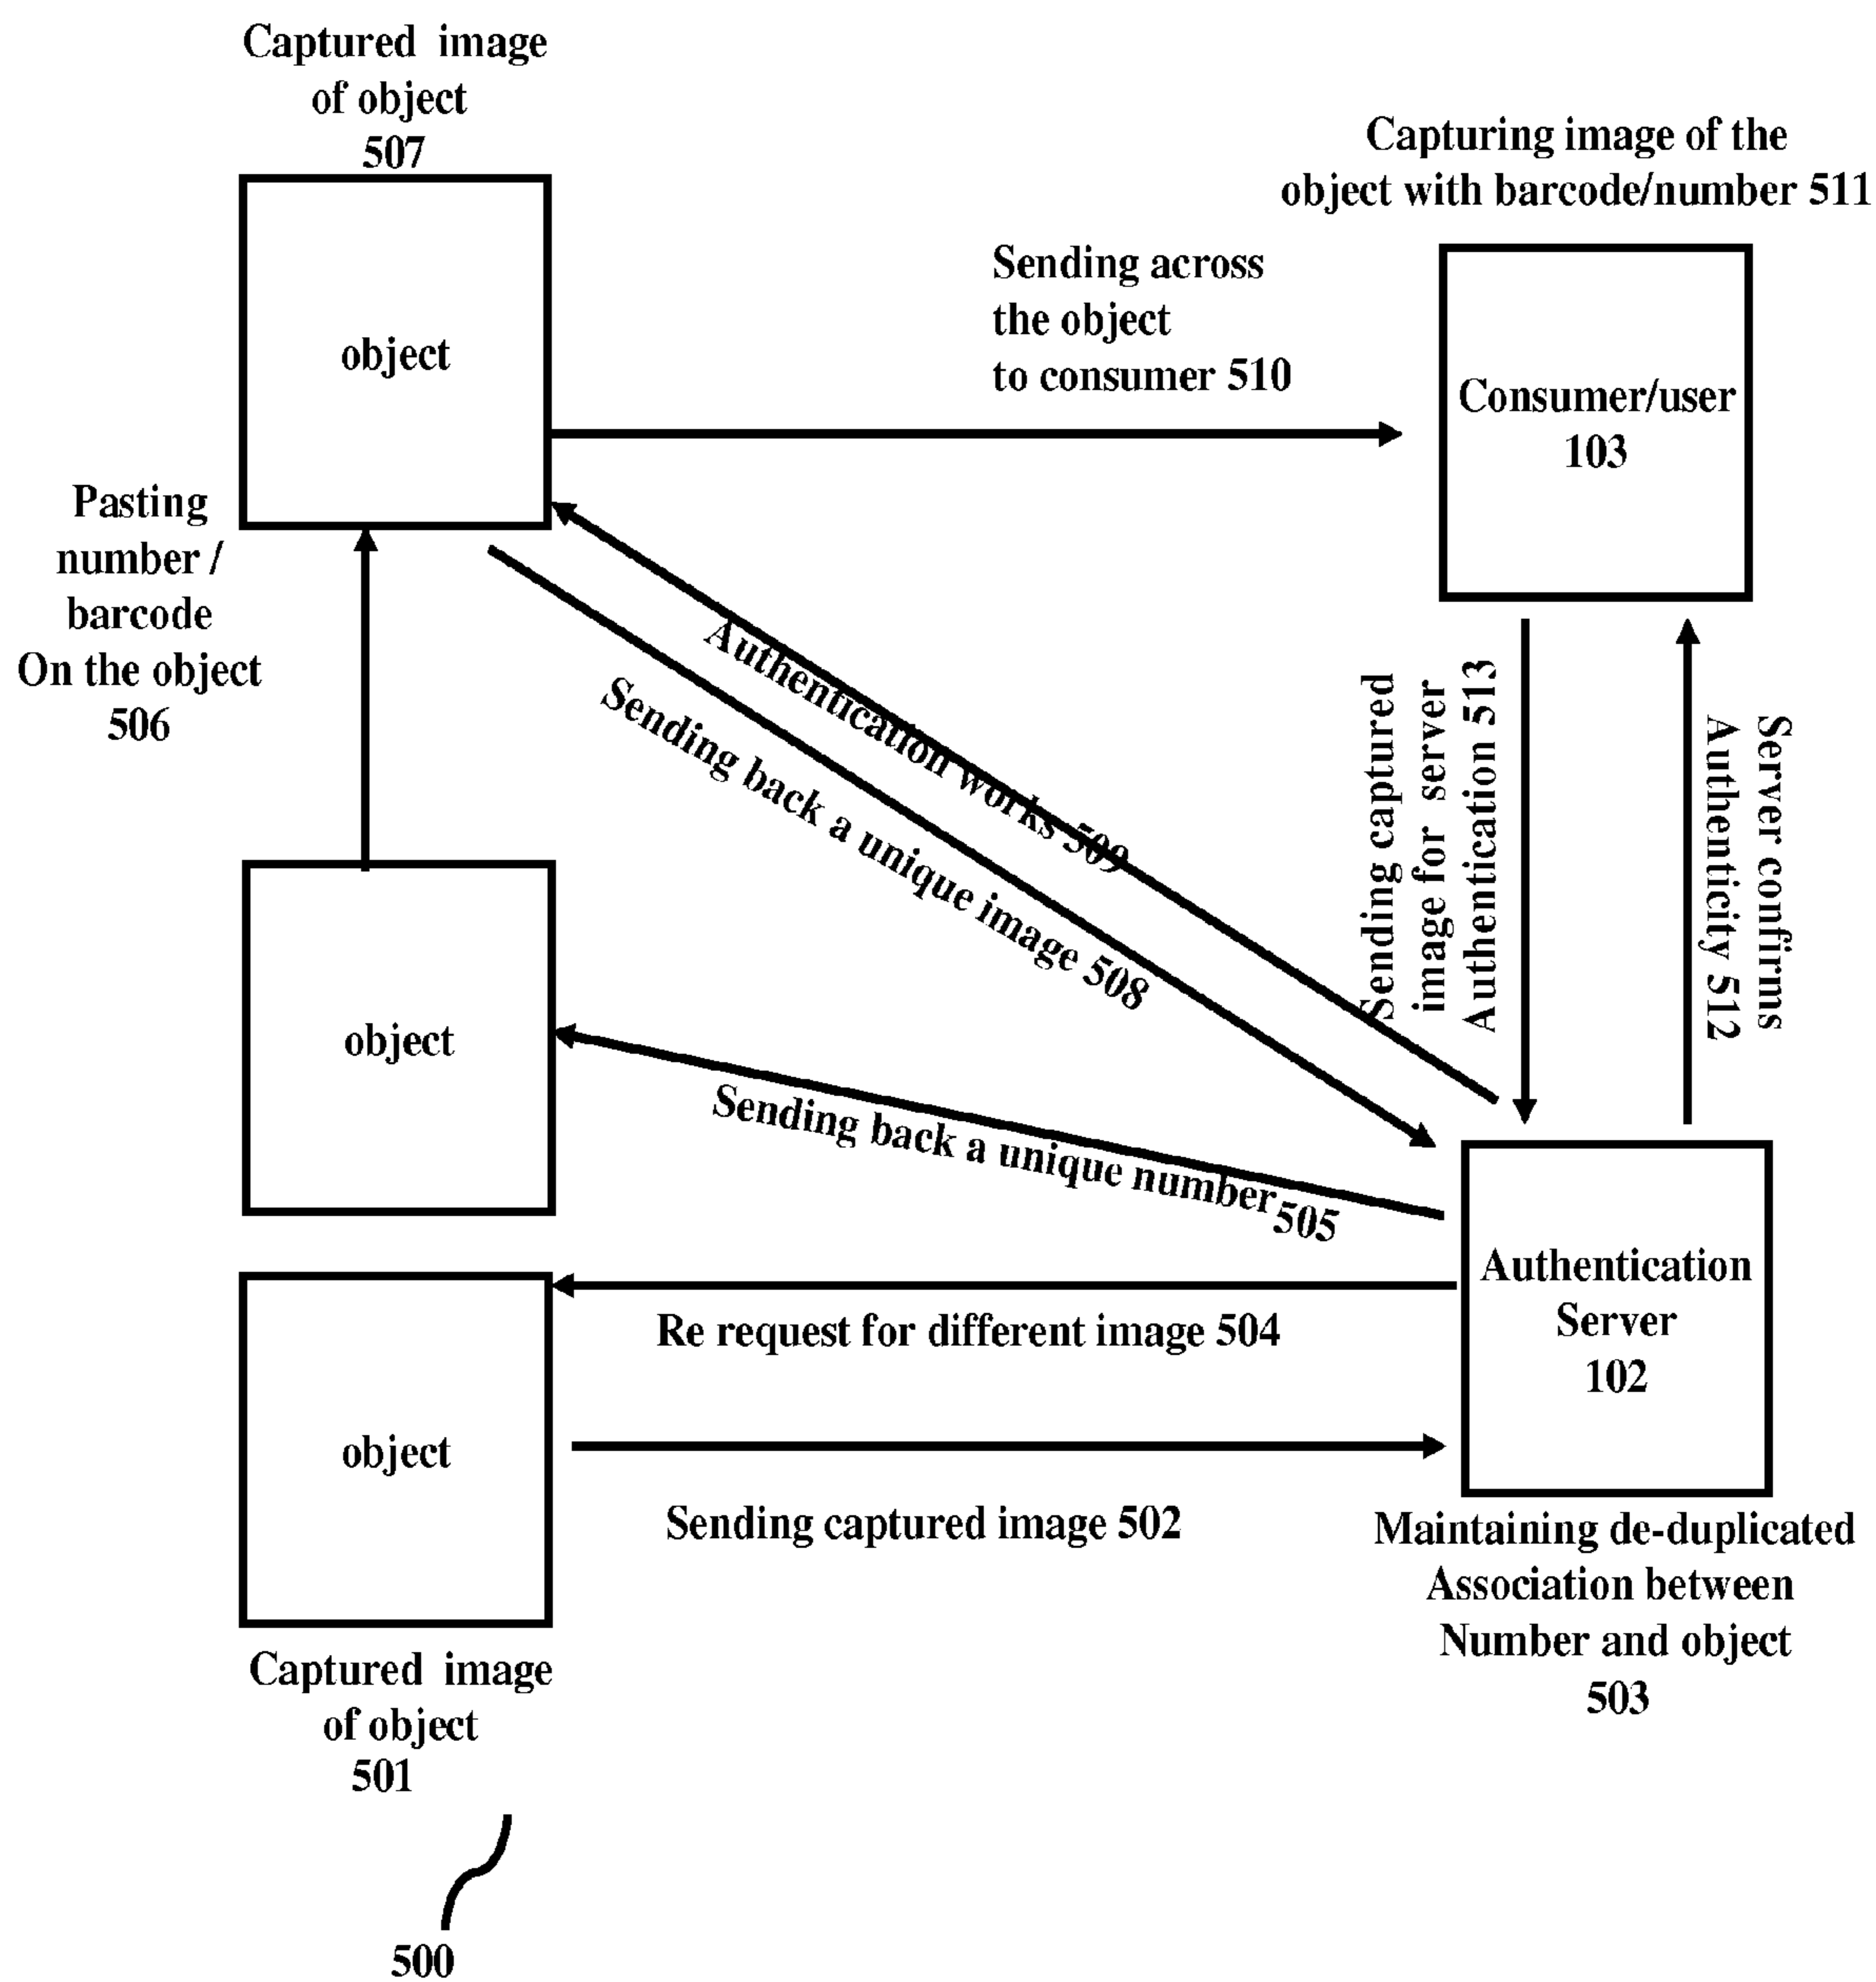 Captured image
of object
507
object
Capturing image of the
object with barcode/number 511
Sending across
the object
to consumer 510
Consumer/user
103
Pasting
number /
barcode
On the object
506
Authentication works 509
Sending back a unique image 508
Sending captured
image for server
Authentication 513
Server confirms
Authenticity 512
object
Sending back a unique number 505
Re request for different image 504
Authentication
Server
102
object
Sending captured image 502
Maintaining de-duplicated
Association between
Number and object
503
Captured image
of object
501
500